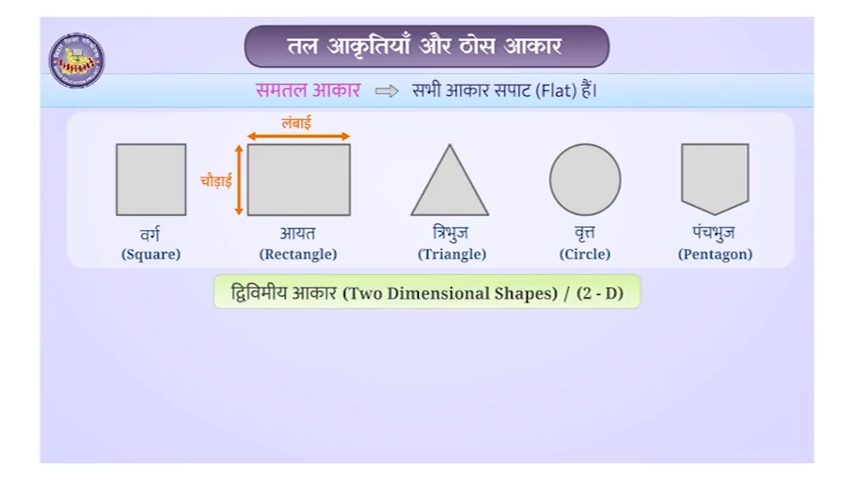 तल आकृतियाँ और ठोस आकार
समतल आकार ⇨ सभी आकार सपाट (Flat) हैं।
लंबाई
चौड़ाई
वर्ग आयत त्रिभुज वृत्त पंचभुज
(Square) (Rectangle) (Triangle) (Circle) (Pentagon)
द्विविमीय आकार (Two Dimensional Shapes) / (2 - D)